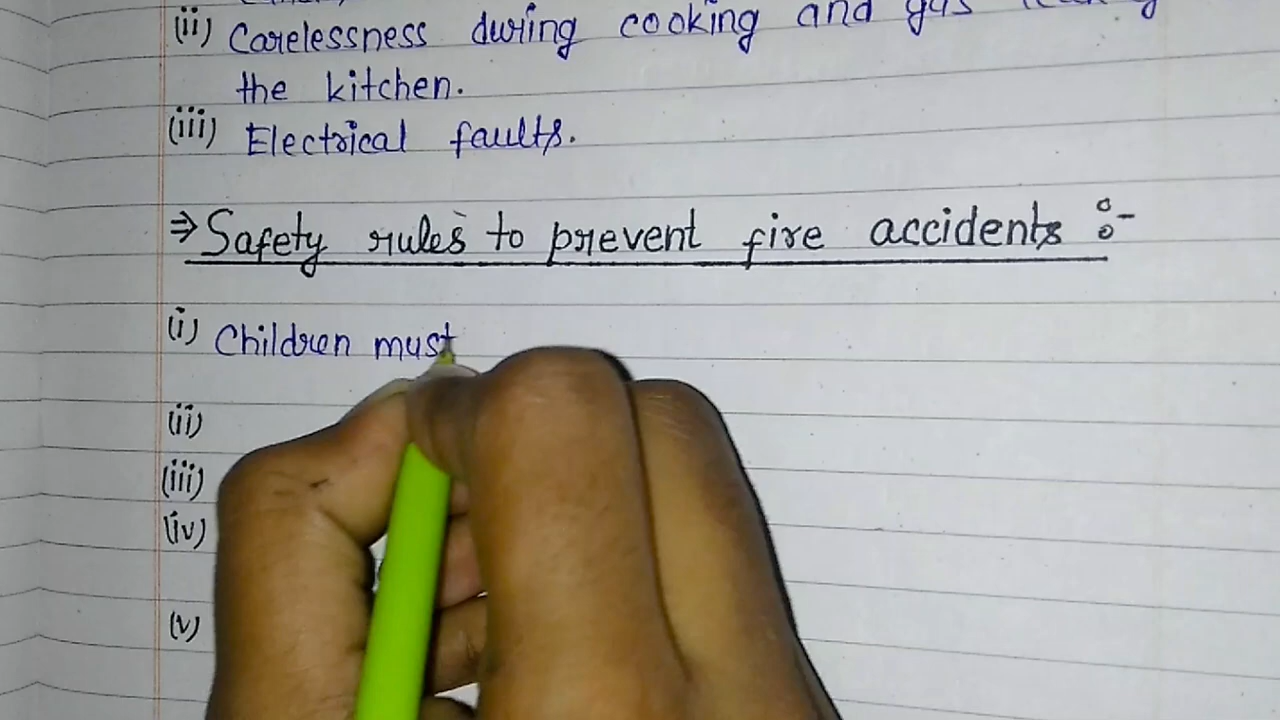 (ii) Carelessness during cooking and gas
the kitchen.
(iii) Electrical faults.
⇒ Safety rules to prevent fire accidents :-
(i) Children must
(ii)
(iii)
(iv)
(v)